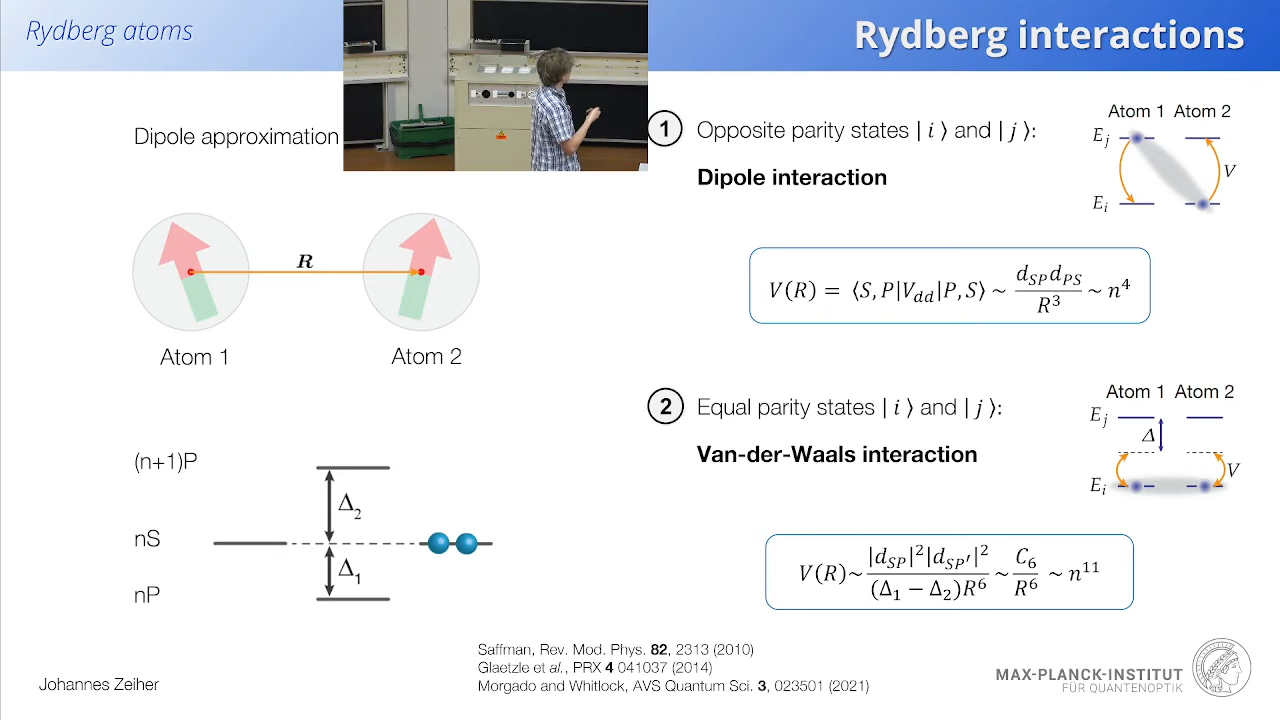 Rydberg atoms
Rydberg interactions
Dipole approximation
R
Atom 1
Atom 2
(n+1)P
nS
nP
Δ₂
Δ₁
1
Opposite parity states | i ⟩ and | j ⟩:
Dipole interaction
Atom 1 Atom 2
E_j
E_i
V
V(R) = ⟨S, P|V_dd|P, S⟩ ~ d_SP d_PS / R³ ~ n⁴
2
Equal parity states | i ⟩ and | j ⟩:
Van-der-Waals interaction
Atom 1 Atom 2
E_j
Δ
E_i
V
V(R)~ |d_SP|²|d_SP′|² / (Δ₁ − Δ₂)R⁶ ~ C₆ / R⁶ ~ n¹¹
Saffman, Rev. Mod. Phys. 82, 2313 (2010)
Glaetzle et al., PRX 4 041037 (2014)
Morgado and Whitlock, AVS Quantum Sci. 3, 023501 (2021)
Johannes Zeiher
MAX-PLANCK-INSTITUT
FÜR QUANTENOPTIK